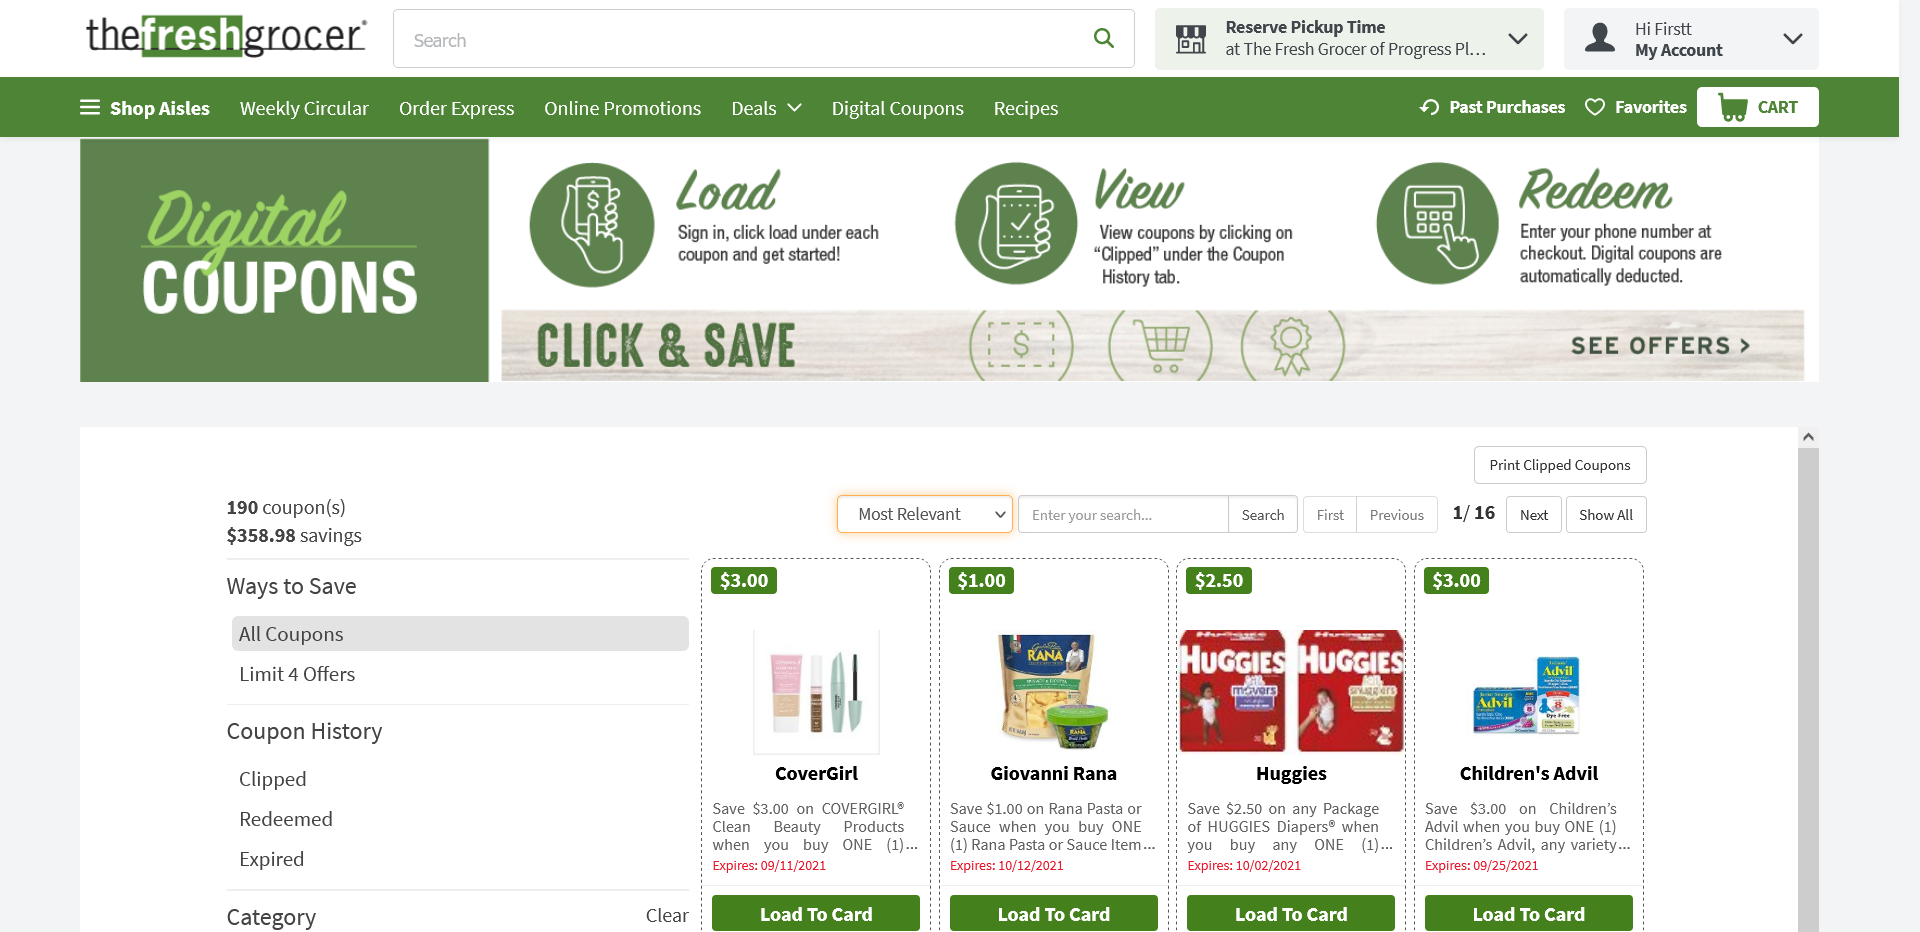 thefreshgrocer®
Search
Reserve Pickup Time
at The Fresh Grocer of Progress Pl...
Hi Firstt
My Account
Shop Aisles
Weekly Circular
Order Express
Online Promotions
Deals
Digital Coupons
Recipes
Past Purchases
Favorites
CART
Digital
COUPONS
Load
Sign in, click load under each
coupon and get started!
View
View coupons by clicking on
“Clipped” under the Coupon
History tab.
Redeem
Enter your phone number at
checkout. Digital coupons are
automatically deducted.
CLICK & SAVE
SEE OFFERS >
Print Clipped Coupons
190 coupon(s)
$358.98 savings
Most Relevant
Enter your search...
Search
First
Previous
1/ 16
Next
Show All
Ways to Save
All Coupons
Limit 4 Offers
Coupon History
Clipped
Redeemed
Expired
Category
Clear
$3.00
CoverGirl
Save $3.00 on COVERGIRL®
Clean Beauty Products
when you buy ONE (1)...
Expires: 09/11/2021
Load To Card
$1.00
RANA
RANA
Giovanni Rana
Save $1.00 on Rana Pasta or
Sauce when you buy ONE
(1) Rana Pasta or Sauce Item...
Expires: 10/12/2021
Load To Card
$2.50
HUGGIES
movers
HUGGIES
snugglers
Huggies
Save $2.50 on any Package
of HUGGIES Diapers® when
you buy any ONE (1)...
Expires: 10/02/2021
Load To Card
$3.00
Advil
Advil
Dye-Free
Children's Advil
Save $3.00 on Children’s
Advil when you buy ONE (1)
Children’s Advil, any variety...
Expires: 09/25/2021
Load To Card